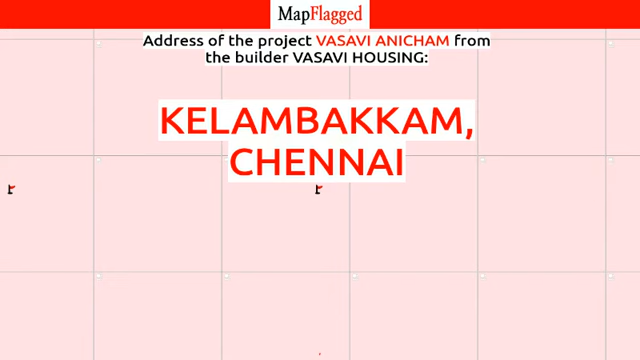 MapFlagged
Address of the project VASAVI ANICHAM from
the builder VASAVI HOUSING:
KELAMBAKKAM,
CHENNAI